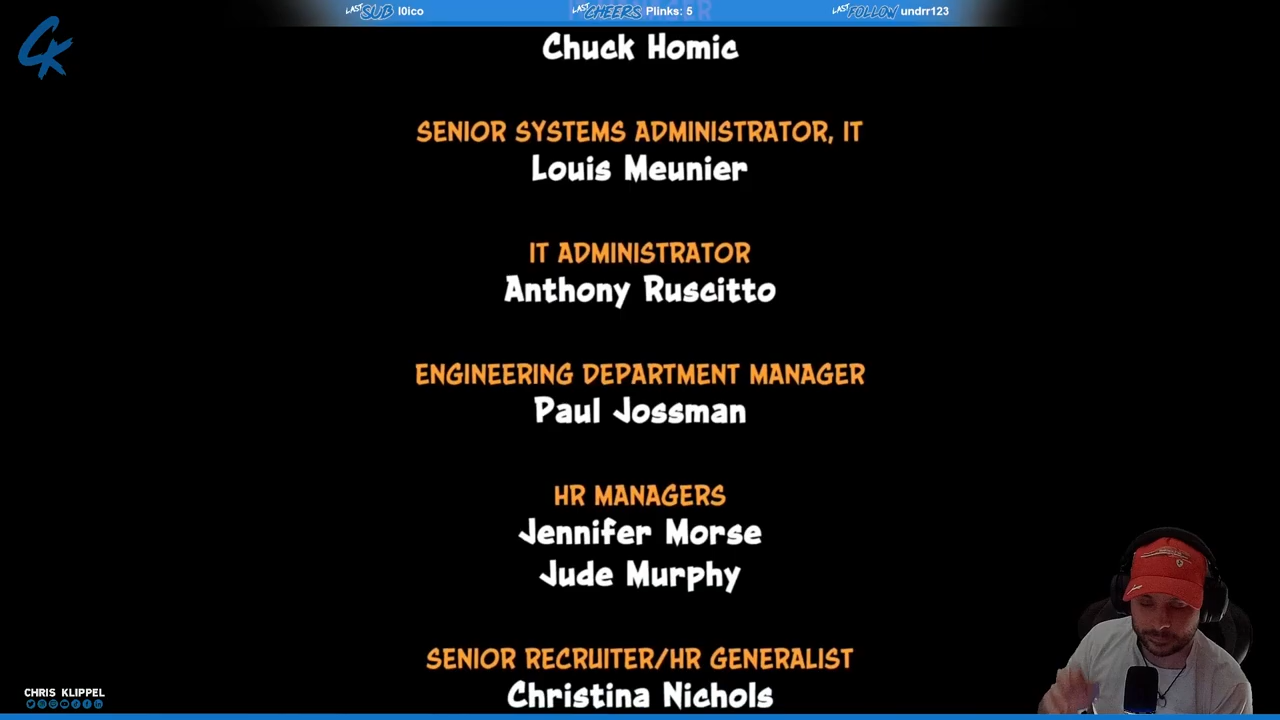 LAST SUB l0ico LAST CHEERS Plinks: 5 LAST FOLLOW undrr123
CK
Chuck Homic
SENIOR SYSTEMS ADMINISTRATOR, IT
Louis Meunier
IT ADMINISTRATOR
Anthony Ruscitto
ENGINEERING DEPARTMENT MANAGER
Paul Jossman
HR MANAGERS
Jennifer Morse
Jude Murphy
SENIOR RECRUITER/HR GENERALIST
Christina Nichols
CHRIS KLIPPEL